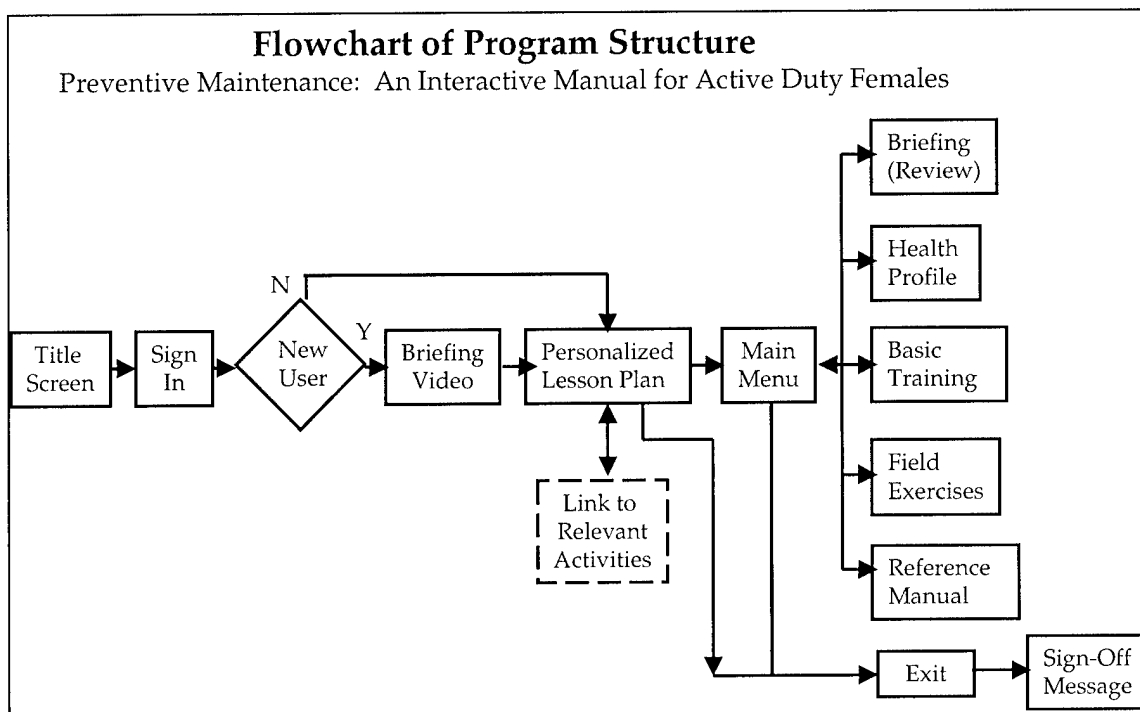 Flowchart of Program Structure
Preventive Maintenance: An Interactive Manual for Active Duty Females
Title
Screen
Sign
In
New
User
N
Y
Briefing
Video
Personalized
Lesson Plan
Link to
Relevant
Activities
Main
Menu
Briefing
(Review)
Health
Profile
Basic
Training
Field
Exercises
Reference
Manual
Exit
Sign-Off
Message